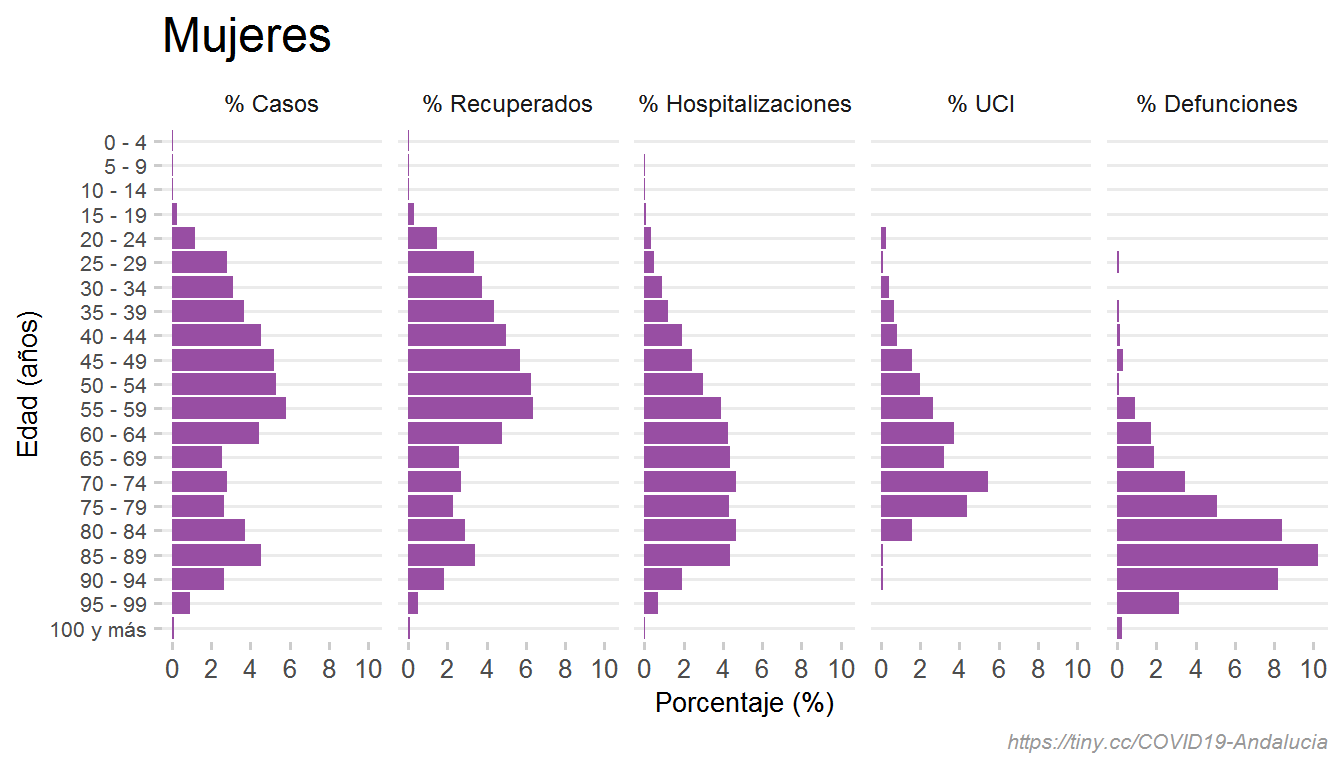 Mujeres
% Casos % Recuperados % Hospitalizaciones % UCI % Defunciones
Edad (años)
0 - 4
5 - 9
10 - 14
15 - 19
20 - 24
25 - 29
30 - 34
35 - 39
40 - 44
45 - 49
50 - 54
55 - 59
60 - 64
65 - 69
70 - 74
75 - 79
80 - 84
85 - 89
90 - 94
95 - 99
100 y más
0 2 4 6 8 10 0 2 4 6 8 10 0 2 4 6 8 10 0 2 4 6 8 10 0 2 4 6 8 10
Porcentaje (%)
https://tiny.cc/COVID19-Andalucia